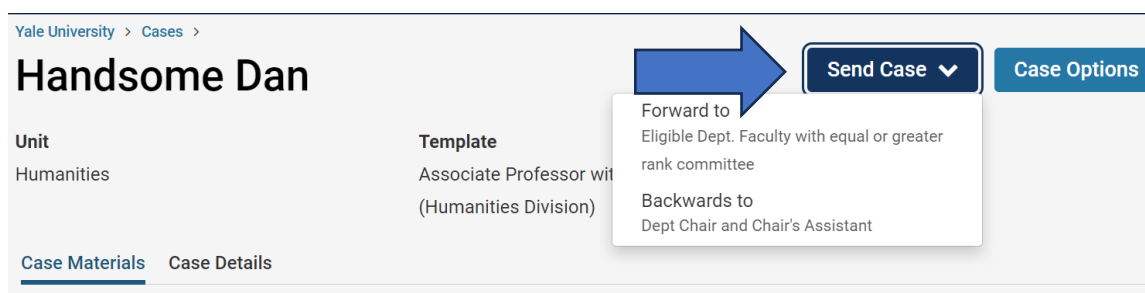 Yale University > Cases >
Handsome Dan
Send Case
Case Options
Forward to
Eligible Dept. Faculty with equal or greater
rank committee
Backwards to
Dept Chair and Chair's Assistant
Unit
Humanities
Template
Associate Professor wit
(Humanities Division)
Case Materials
Case Details